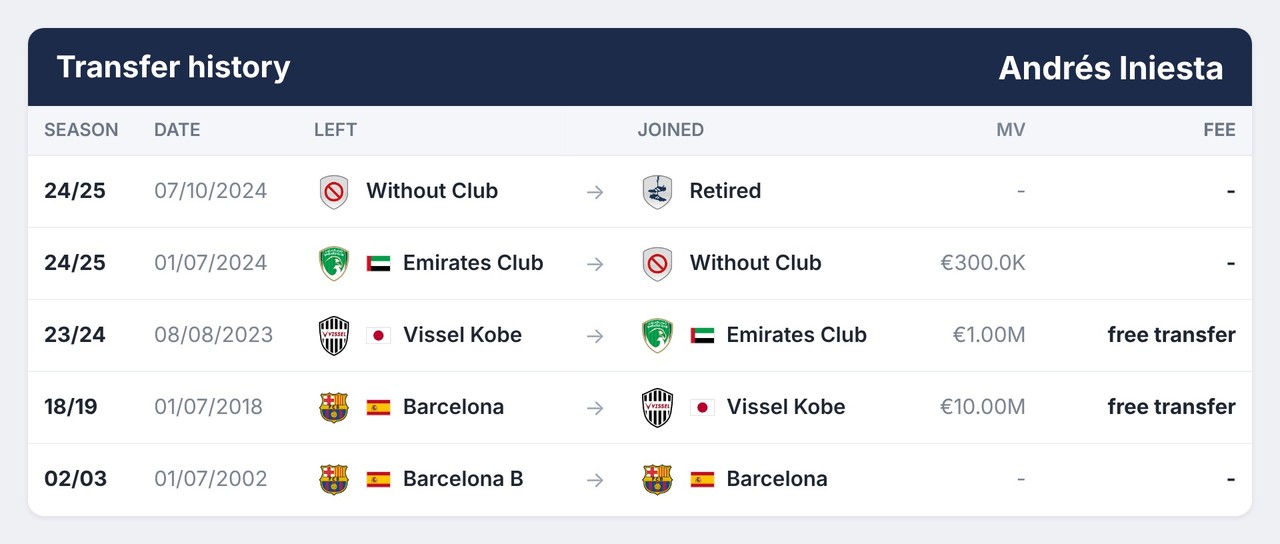 Transfer history Andrés Iniesta
SEASON DATE LEFT JOINED MV FEE
24/25 07/10/2024 Without Club → Retired - -
24/25 01/07/2024 Emirates Club → Without Club €300.0K -
23/24 08/08/2023 VISSEL Vissel Kobe → Emirates Club €1.00M free transfer
18/19 01/07/2018 Barcelona → VISSEL Vissel Kobe €10.00M free transfer
02/03 01/07/2002 Barcelona B → Barcelona - -